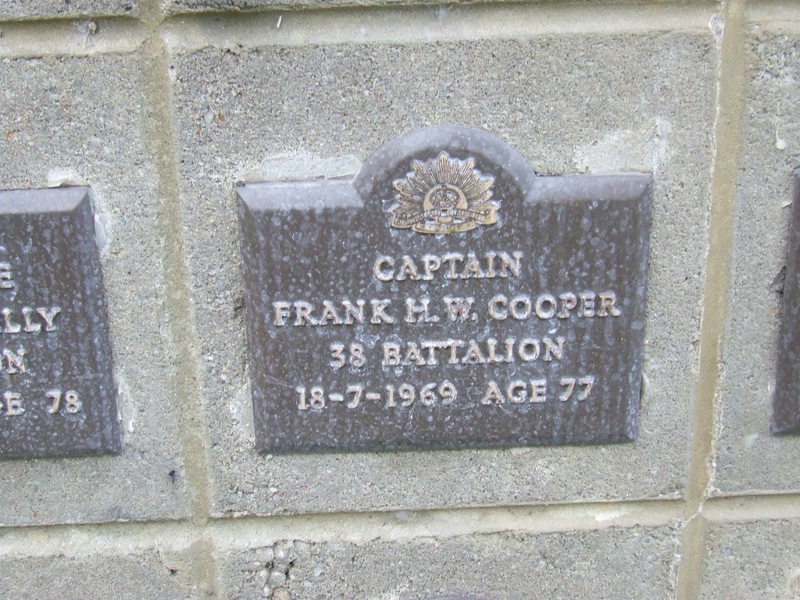 CAPTAIN
FRANK H. W. COOPER
38 BATTALION
18-7-1969 AGE 77
78